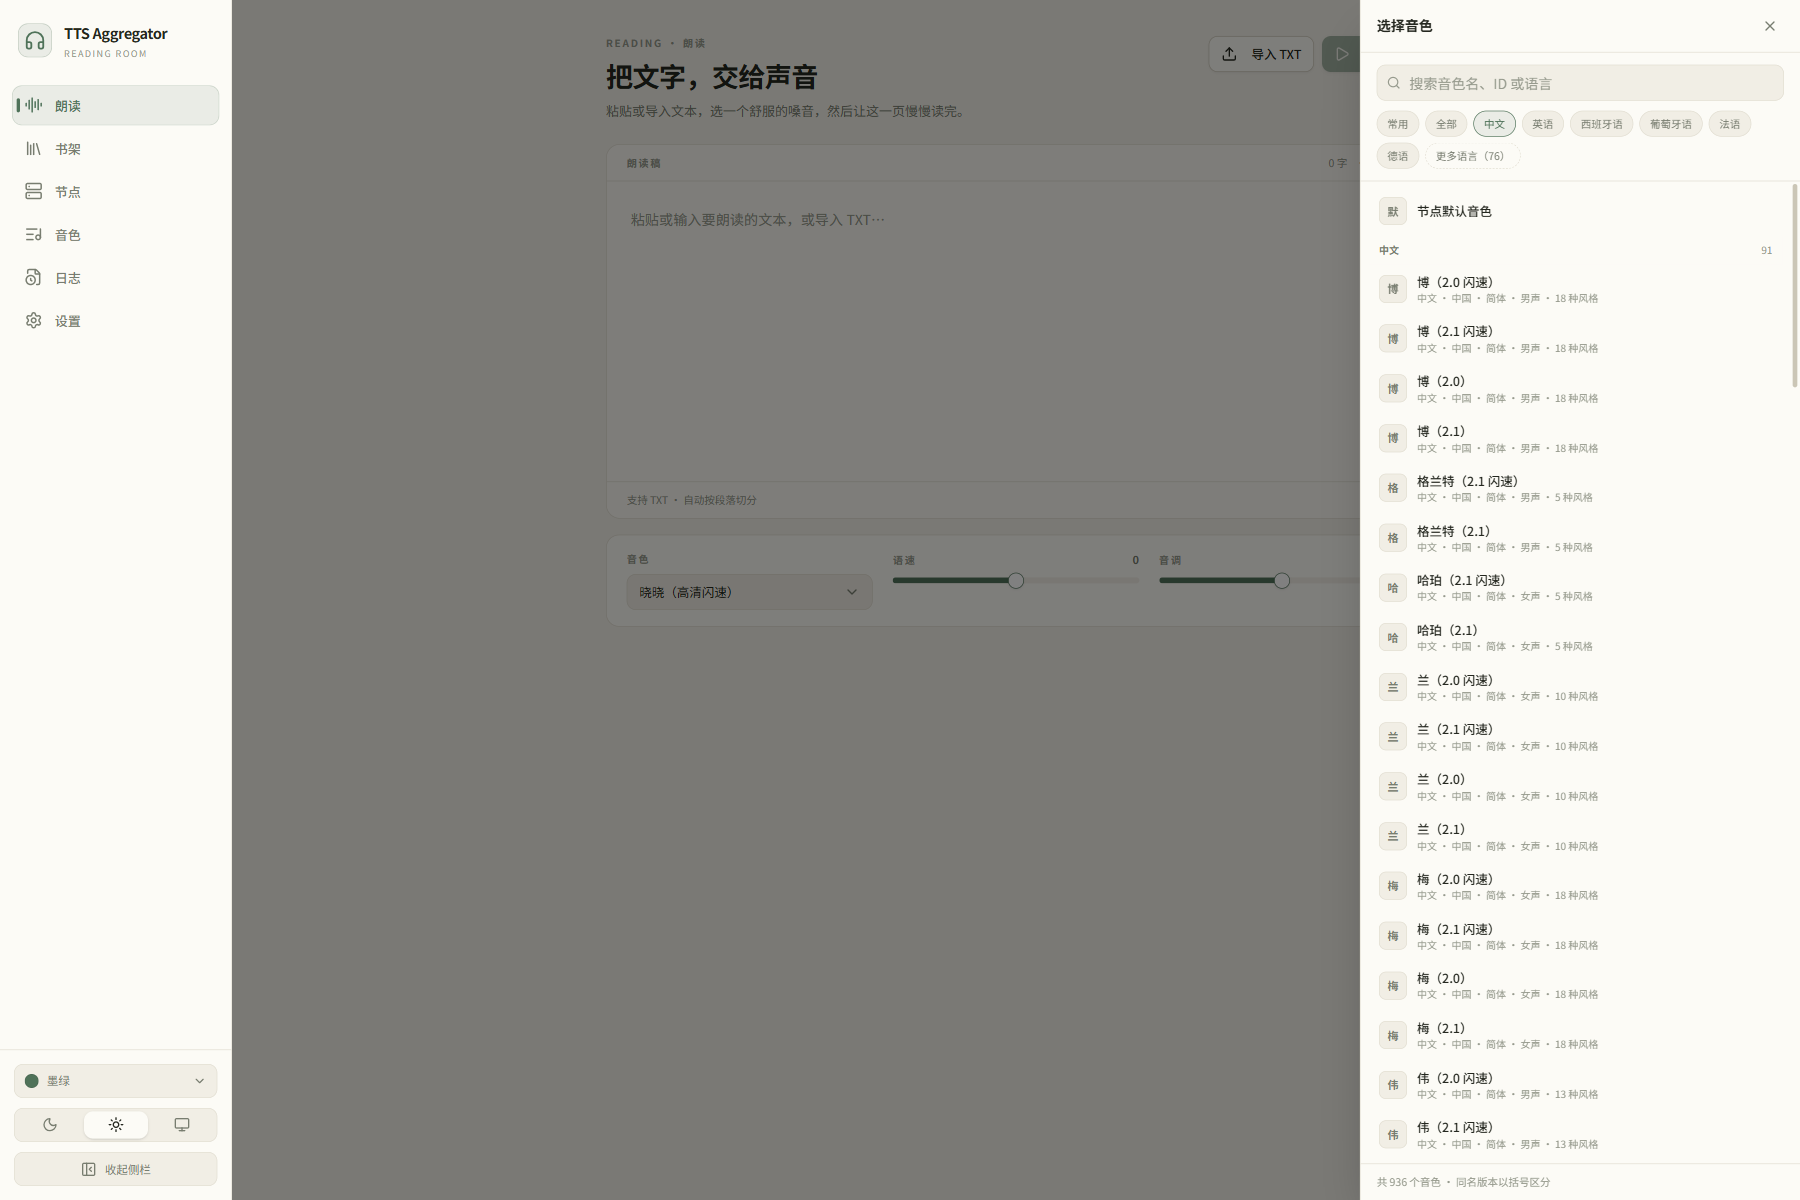 TTS Aggregator
READING ROOM
朗读
书架
节点
音色
日志
设置
墨绿
收起侧栏
READING • 朗读
把文字，交给声音
粘贴或导入文本，选一个舒服的嗓音，然后让这一页慢慢读完。
导入 TXT
朗读稿
0 字
粘贴或输入要朗读的文本，或导入 TXT…
支持 TXT • 自动按段落切分
音色
晓晓（高清闪速）
语速
0
音调
选择音色
搜索音色名、ID 或语言
常用
全部
中文
英语
西班牙语
葡萄牙语
法语
德语
更多语言（76）
默
节点默认音色
中文
91
博
博（2.0 闪速）
中文 • 中国 • 简体 • 男声 • 18 种风格
博
博（2.1 闪速）
中文 • 中国 • 简体 • 男声 • 18 种风格
博
博（2.0）
中文 • 中国 • 简体 • 男声 • 18 种风格
博
博（2.1）
中文 • 中国 • 简体 • 男声 • 18 种风格
格
格兰特（2.1 闪速）
中文 • 中国 • 简体 • 男声 • 5 种风格
格
格兰特（2.1）
中文 • 中国 • 简体 • 男声 • 5 种风格
哈
哈珀（2.1 闪速）
中文 • 中国 • 简体 • 女声 • 5 种风格
哈
哈珀（2.1）
中文 • 中国 • 简体 • 女声 • 5 种风格
兰
兰（2.0 闪速）
中文 • 中国 • 简体 • 女声 • 10 种风格
兰
兰（2.1 闪速）
中文 • 中国 • 简体 • 女声 • 10 种风格
兰
兰（2.0）
中文 • 中国 • 简体 • 女声 • 10 种风格
兰
兰（2.1）
中文 • 中国 • 简体 • 女声 • 10 种风格
梅
梅（2.0 闪速）
中文 • 中国 • 简体 • 女声 • 18 种风格
梅
梅（2.1 闪速）
中文 • 中国 • 简体 • 女声 • 18 种风格
梅
梅（2.0）
中文 • 中国 • 简体 • 女声 • 18 种风格
梅
梅（2.1）
中文 • 中国 • 简体 • 女声 • 18 种风格
伟
伟（2.0 闪速）
中文 • 中国 • 简体 • 男声 • 13 种风格
伟
伟（2.1 闪速）
中文 • 中国 • 简体 • 男声 • 13 种风格
共 936 个音色 • 同名版本以括号区分